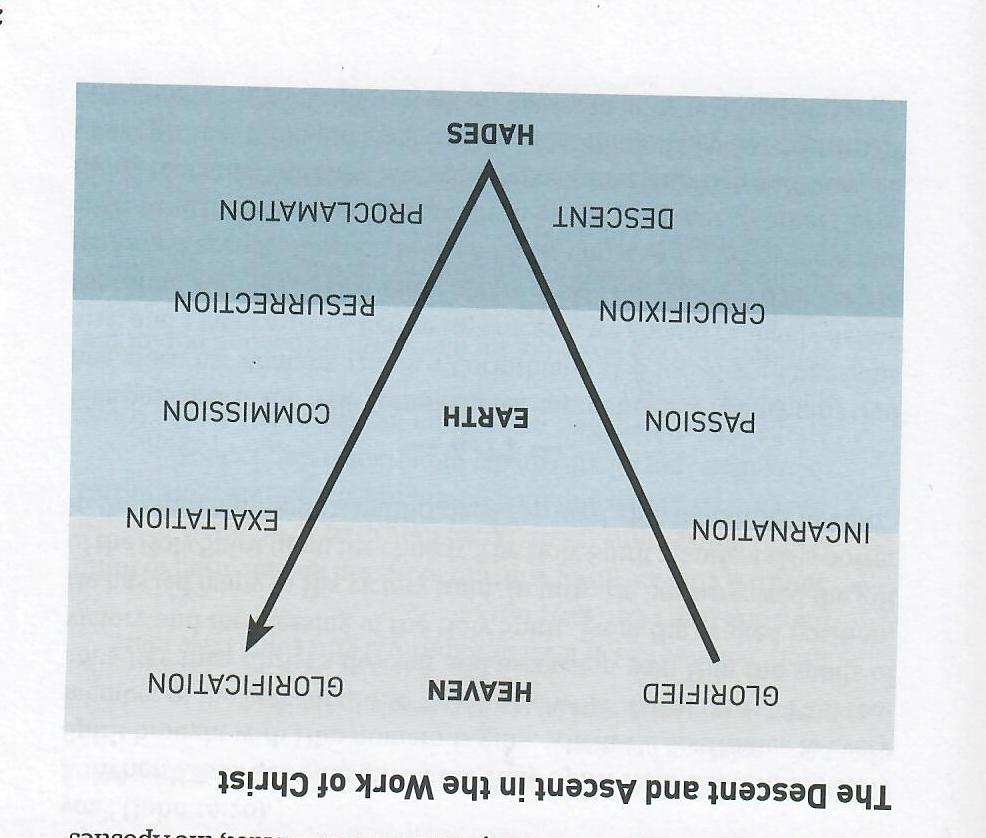 The Descent and Ascent in the Work of Christ
GLORIFIED HEAVEN GLORIFICATION
INCARNATION EXALTATION
PASSION EARTH COMMISSION
CRUCIFIXION RESURRECTION
DESCENT PROCLAMATION
HADES